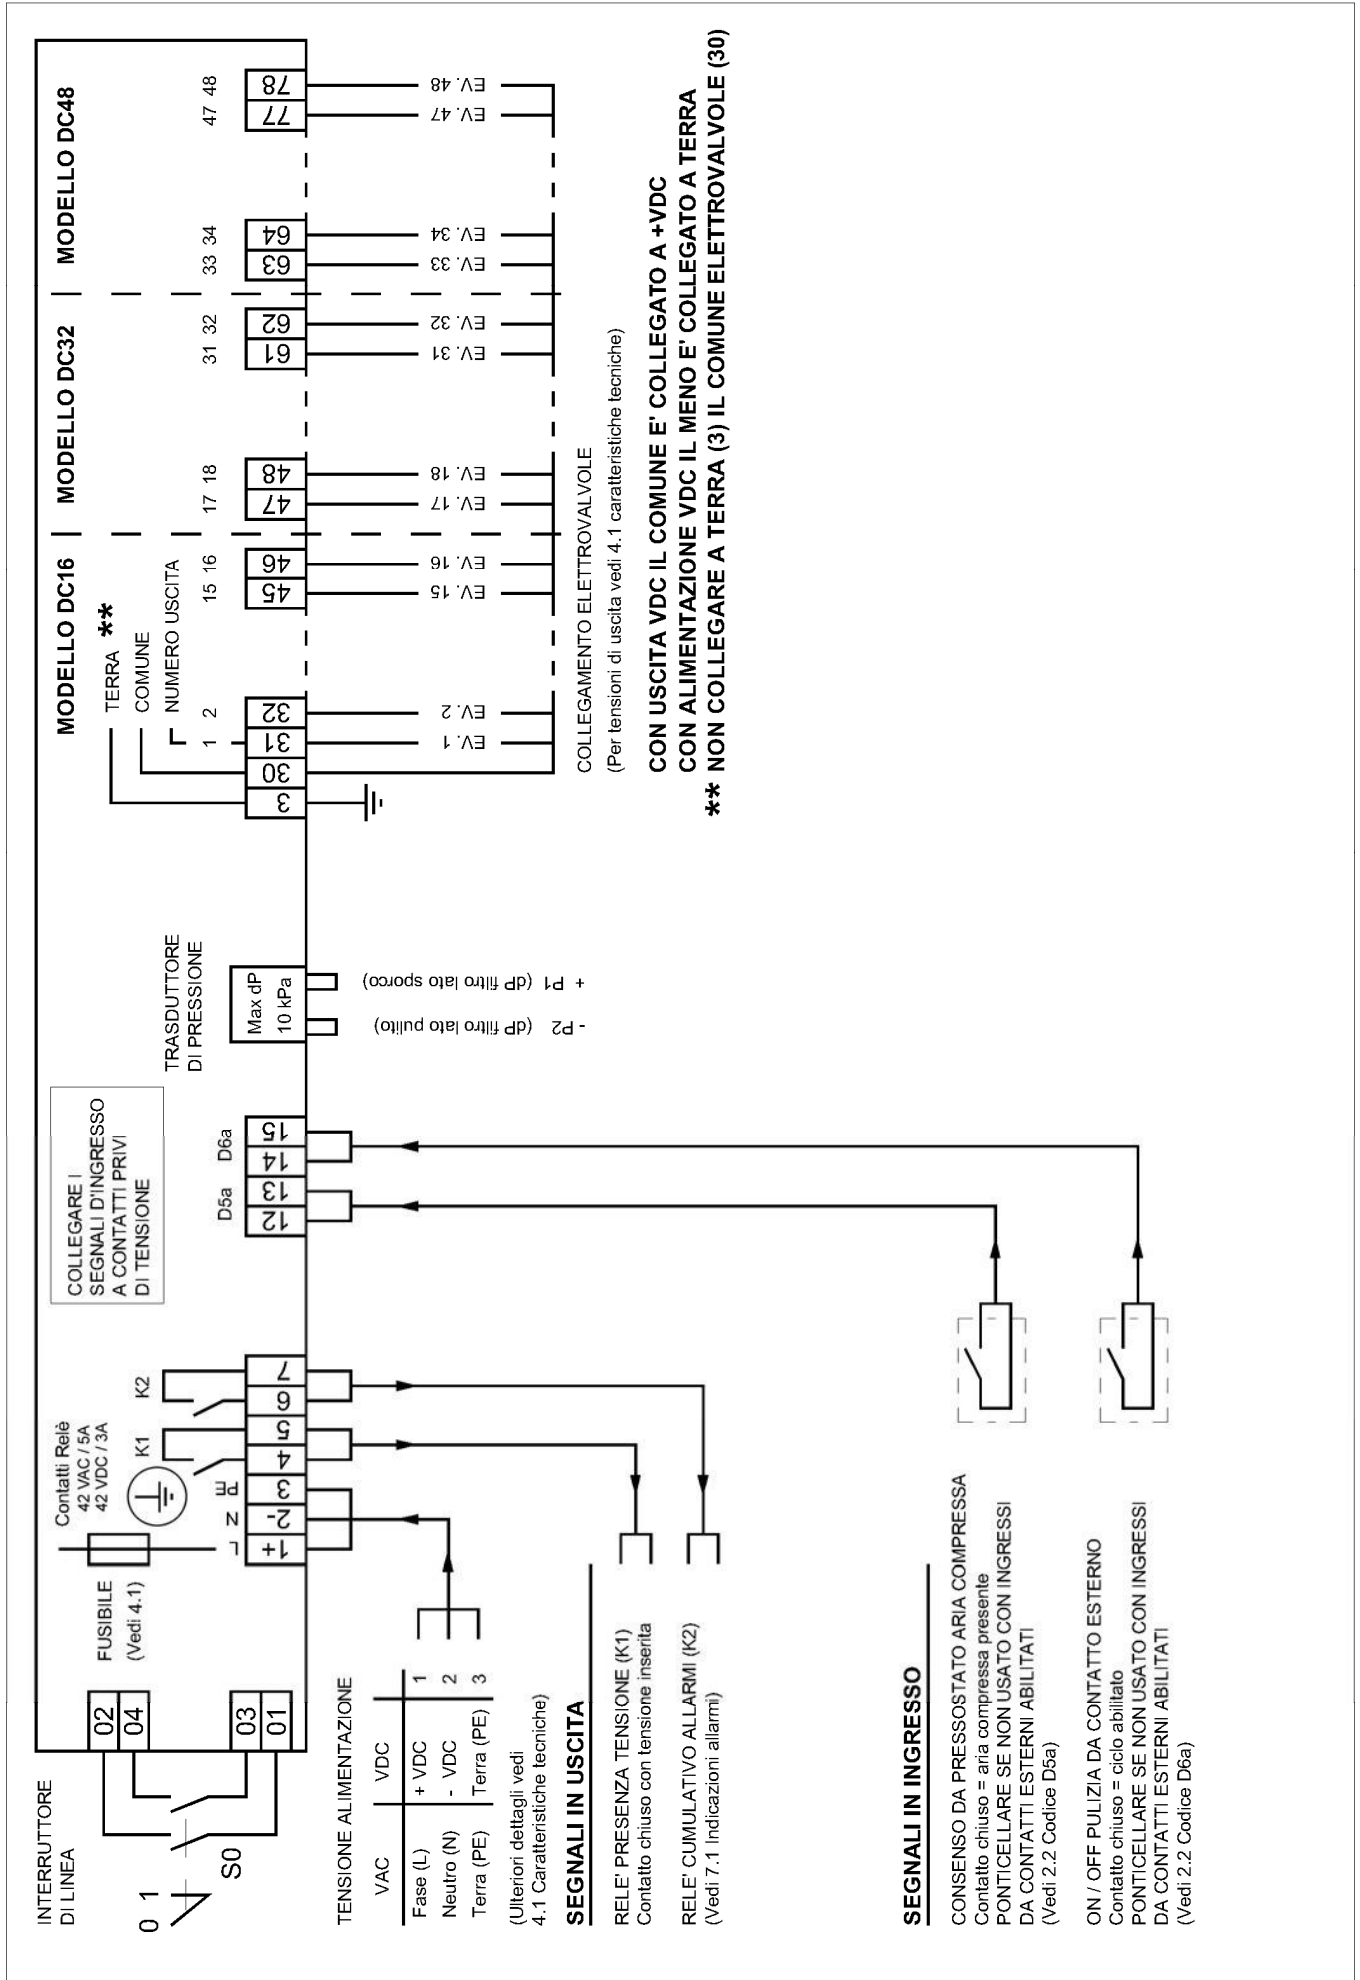 INTERRUTTORE
DI LINEA
0 1
S0
02
04
03
01
FUSIBILE
(Vedi 4.1)
Contatti Relè
42 VAC / 5A
42 VDC / 3A
K1
K2
L
N
PE
1+
2-
3
4
5
6
7
COLLEGARE I
SEGNALI D'INGRESSO
A CONTATTI PRIVI
DI TENSIONE
D5a
D6a
12
13
14
15
TRASDUTTORE
DI PRESSIONE
Max dP
10 kPa
- P2 (dP filtro lato pulito)
+ P1 (dP filtro lato sporco)
MODELLO DC16
MODELLO DC32
MODELLO DC48
TERRA **
COMUNE
NUMERO USCITA
1 2
15 16
17 18
31 32
33 34
47 48
3
30
31
32
45
46
47
48
61
62
63
64
77
78
EV. 1
EV. 2
EV. 15
EV. 16
EV. 17
EV. 18
EV. 31
EV. 32
EV. 33
EV. 34
EV. 47
EV. 48
COLLEGAMENTO ELETTROVALVOLE
(Per tensioni di uscita vedi 4.1 caratteristiche tecniche)
CON USCITA VDC IL COMUNE E' COLLEGATO A +VDC
CON ALIMENTAZIONE VDC IL MENO E' COLLEGATO A TERRA
** NON COLLEGARE A TERRA (3) IL COMUNE ELETTROVALVOLE (30)
TENSIONE ALIMENTAZIONE
VAC VDC
Fase (L) + VDC 1
Neutro (N) - VDC 2
Terra (PE) Terra (PE) 3
(Ulteriori dettagli vedi
4.1 Caratteristiche tecniche)
SEGNALI IN USCITA
RELE' PRESENZA TENSIONE (K1)
Contatto chiuso con tensione inserita
RELE' CUMULATIVO ALLARMI (K2)
(Vedi 7.1 Indicazioni allarmi)
SEGNALI IN INGRESSO
CONSENSO DA PRESSOSTATO ARIA COMPRESSA
Contatto chiuso = aria compressa presente
PONTICELLARE SE NON USATO CON INGRESSI
DA CONTATTI ESTERNI ABILITATI
(Vedi 2.2 Codice D5a)
ON / OFF PULIZIA DA CONTATTO ESTERNO
Contatto chiuso = ciclo abilitato
PONTICELLARE SE NON USATO CON INGRESSI
DA CONTATTI ESTERNI ABILITATI
(Vedi 2.2 Codice D6a)